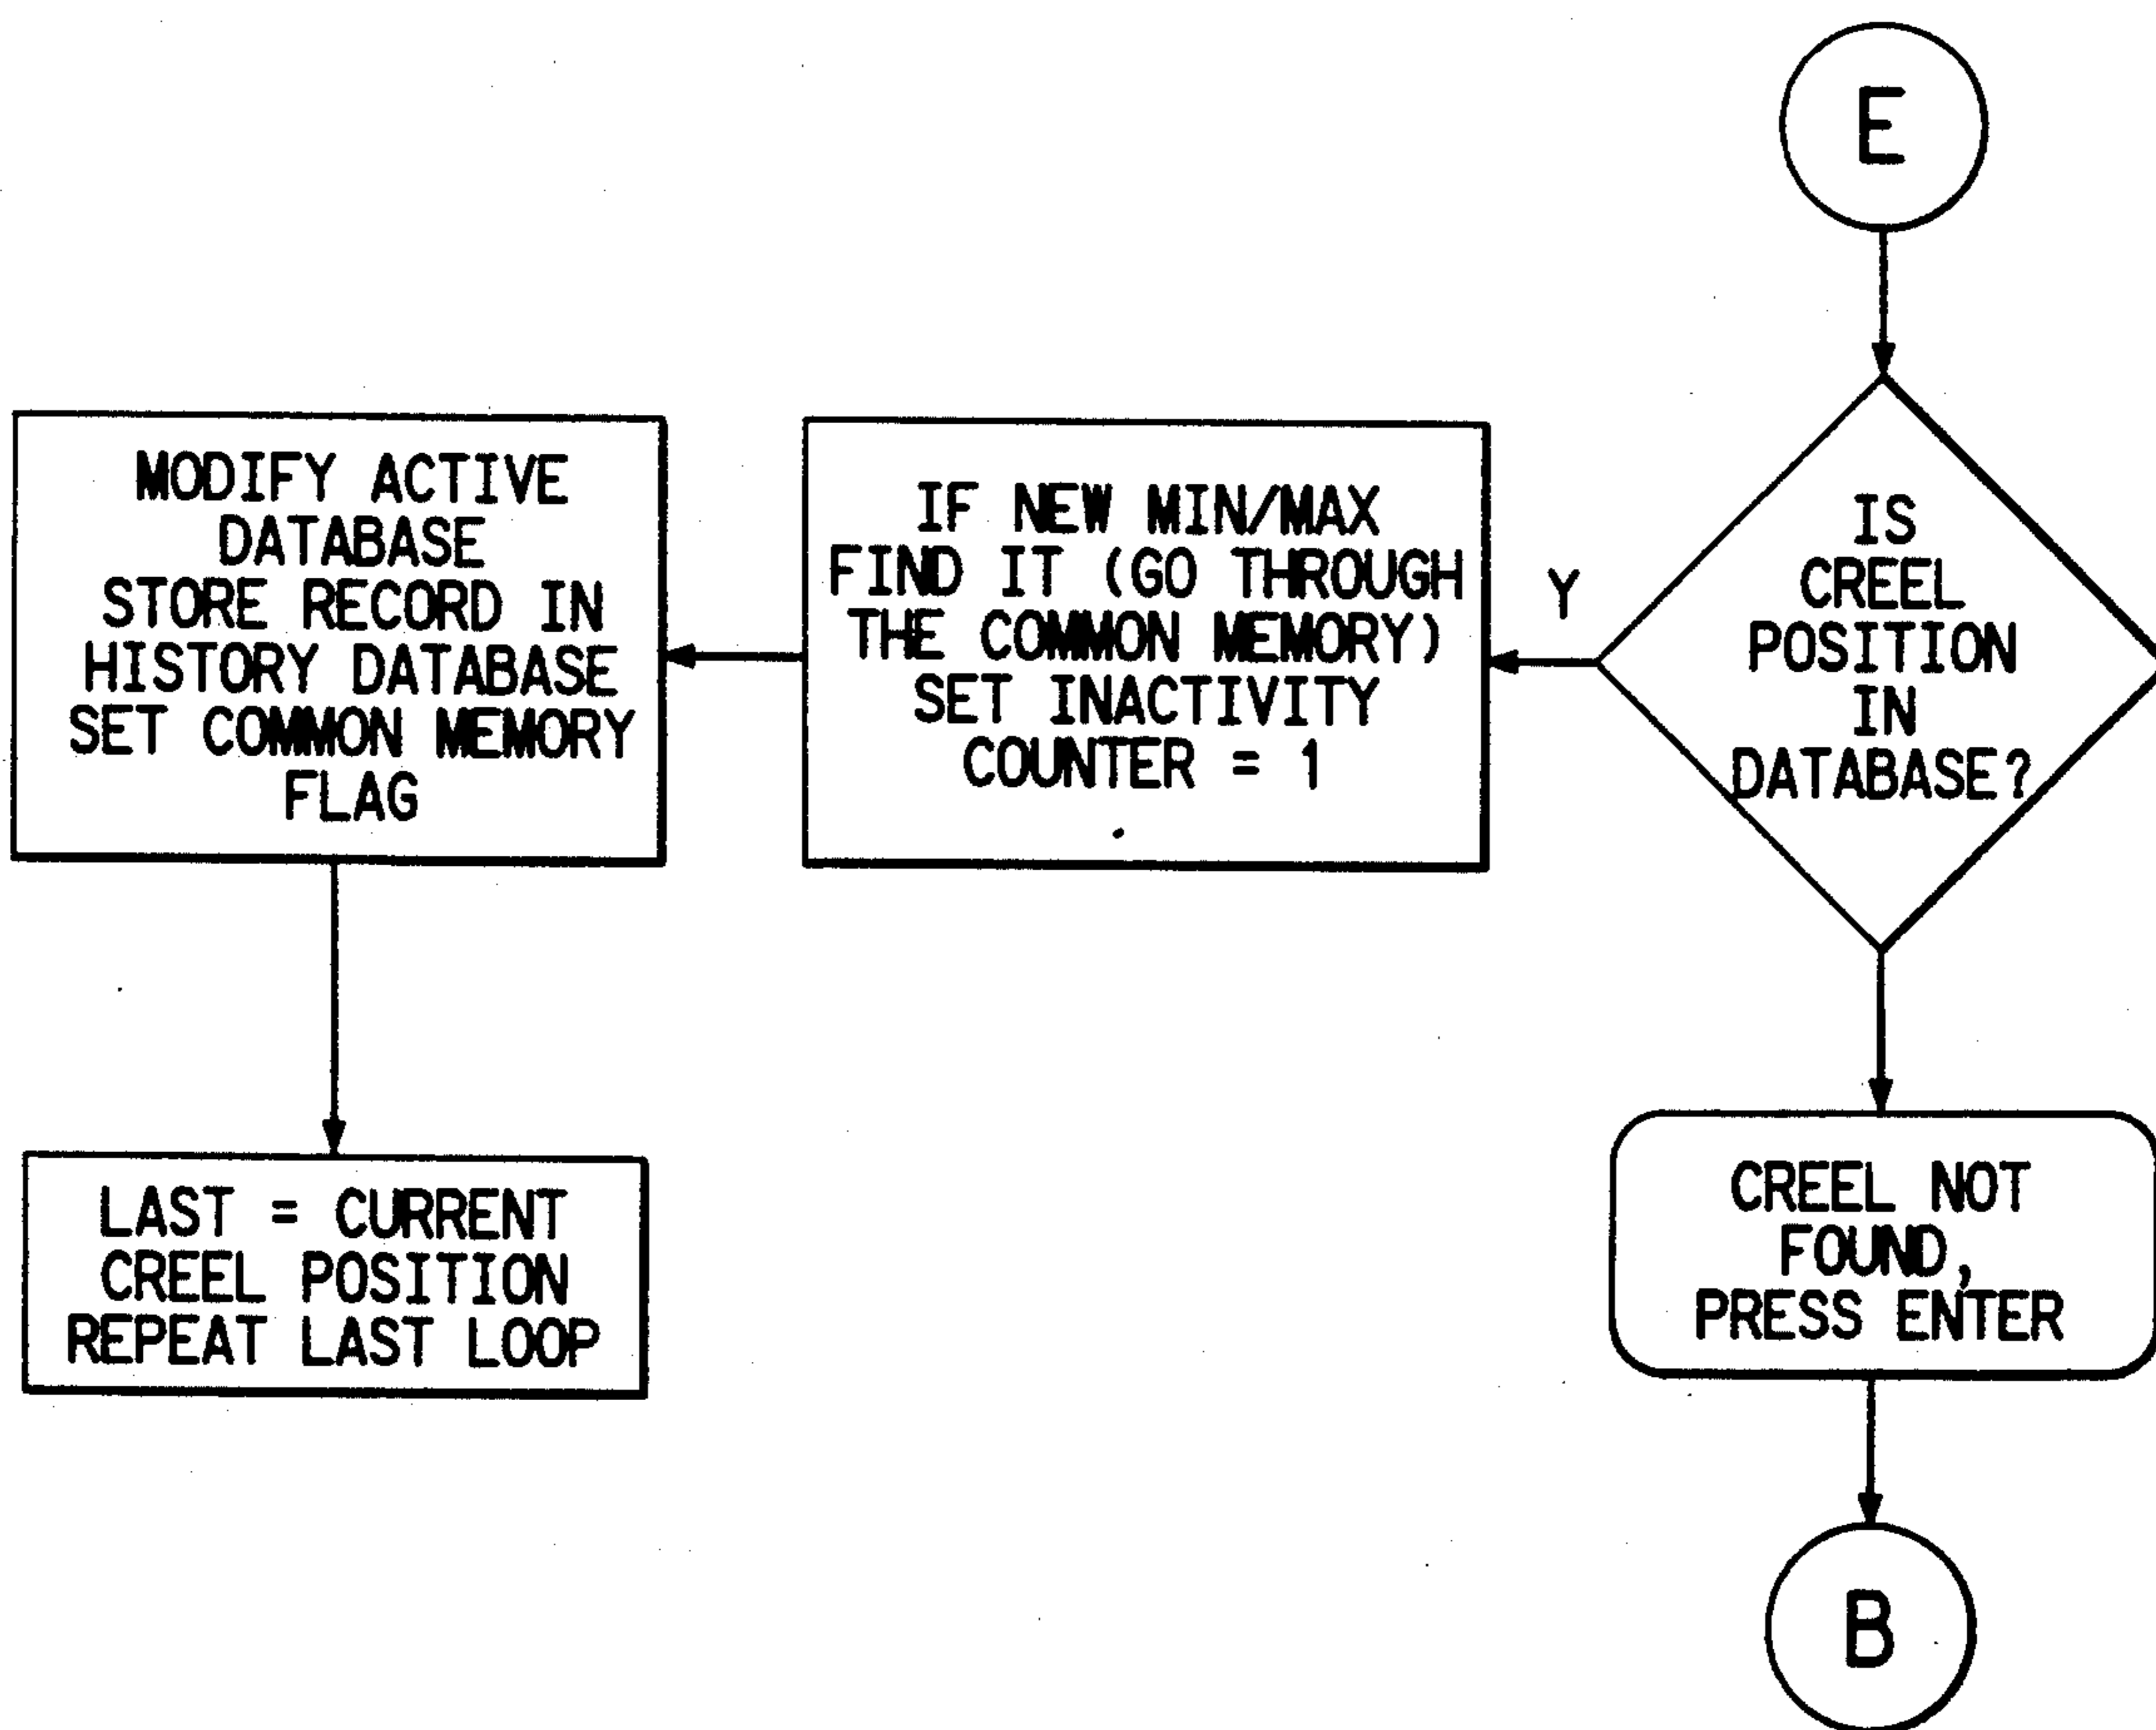 E
IS
CREEL
POSITION
IN
DATABASE?
Y
IF NEW MIN/MAX
FIND IT (GO THROUGH
THE COMMON MEMORY)
SET INACTIVITY
COUNTER = 1
MODIFY ACTIVE
DATABASE
STORE RECORD IN
HISTORY DATABASE
SET COMMON MEMORY
FLAG
LAST = CURRENT
CREEL POSITION
REPEAT LAST LOOP
CREEL NOT
FOUND,
PRESS ENTER
B